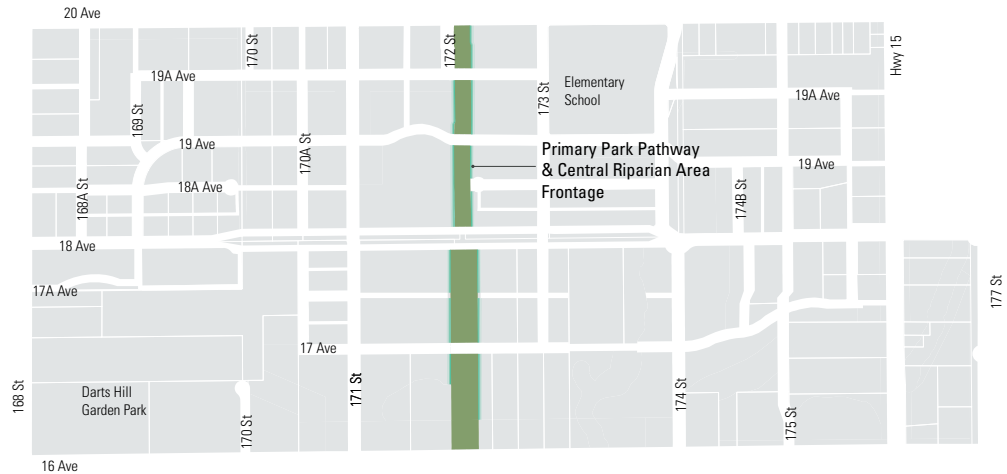 20 Ave
170 St
172 St
19A Ave
Elementary
School
Hwy 15
19A Ave
169 St
173 St
19 Ave
170A St
Primary Park Pathway
& Central Riparian Area
Frontage
19 Ave
18A Ave
168A St
174B St
18 Ave
17A Ave
177 St
17 Ave
Darts Hill
Garden Park
168 St
170 St
171 St
174 St
175 St
16 Ave